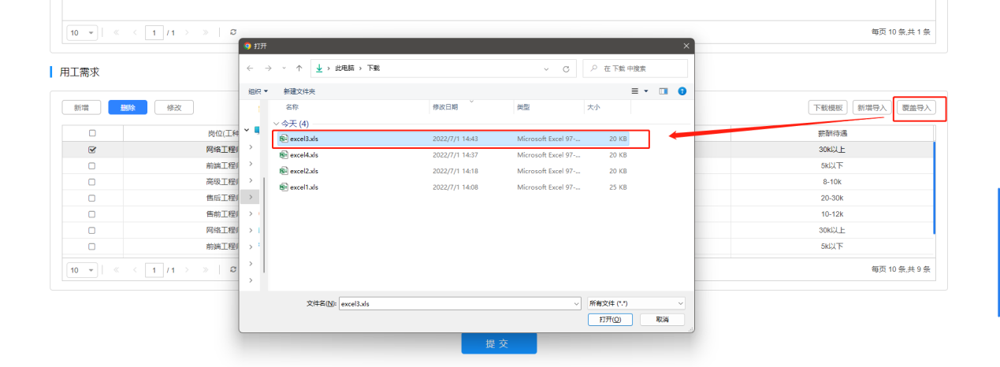 10 1 / 1 每页 10 条,共 1 条
打开
用工需求
此电脑 › 下载 在 下载 中搜索
组织 新建文件夹
新增 删除 修改 下载模板 新增导入 覆盖导入
名称 修改日期 类型 大小
今天 (4)
岗位(工种 薪酬待遇
excel3.xls 2022/7/1 14:43 Microsoft Excel 97-... 20 KB
网络工程师 30k以上
excel4.xls 2022/7/1 14:37 Microsoft Excel 97-... 20 KB
前端工程师 5k以下
excel2.xls 2022/7/1 14:18 Microsoft Excel 97-... 20 KB
高级工程师 8-10k
excel1.xls 2022/7/1 14:08 Microsoft Excel 97-... 25 KB
售后工程师 20-30k
售前工程师 10-12k
网络工程师 30k以上
前端工程师 5k以下
10 1 / 1 每页 10 条,共 9 条
文件名(N): excel3.xls 所有文件 (*.*)
打开(O) 取消
提 交